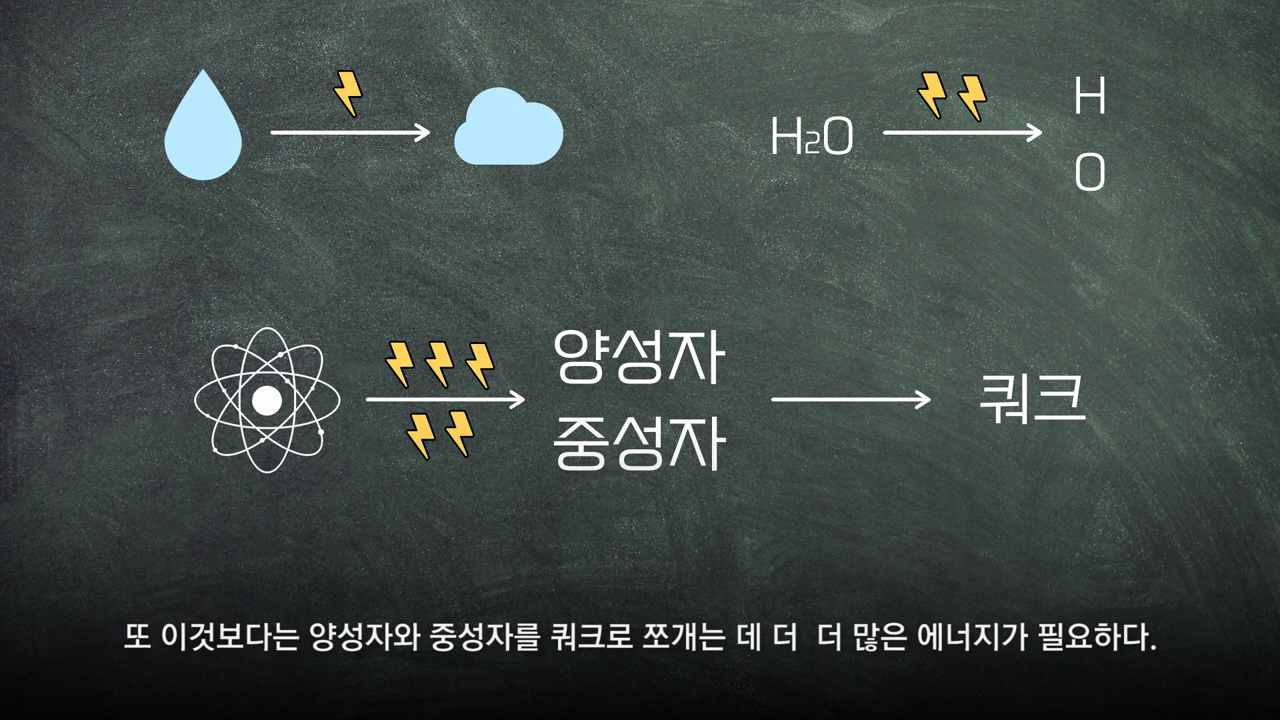 H₂O
H
O
양성자
중성자
쿼크
또 이것보다는 양성자와 중성자를 쿼크로 쪼개는 데 더 더 많은 에너지가 필요하다.